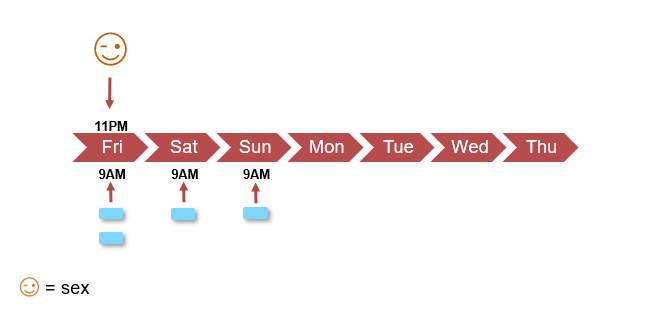 11PM
Fri Sat Sun Mon Tue Wed Thu
9AM 9AM 9AM
= sex